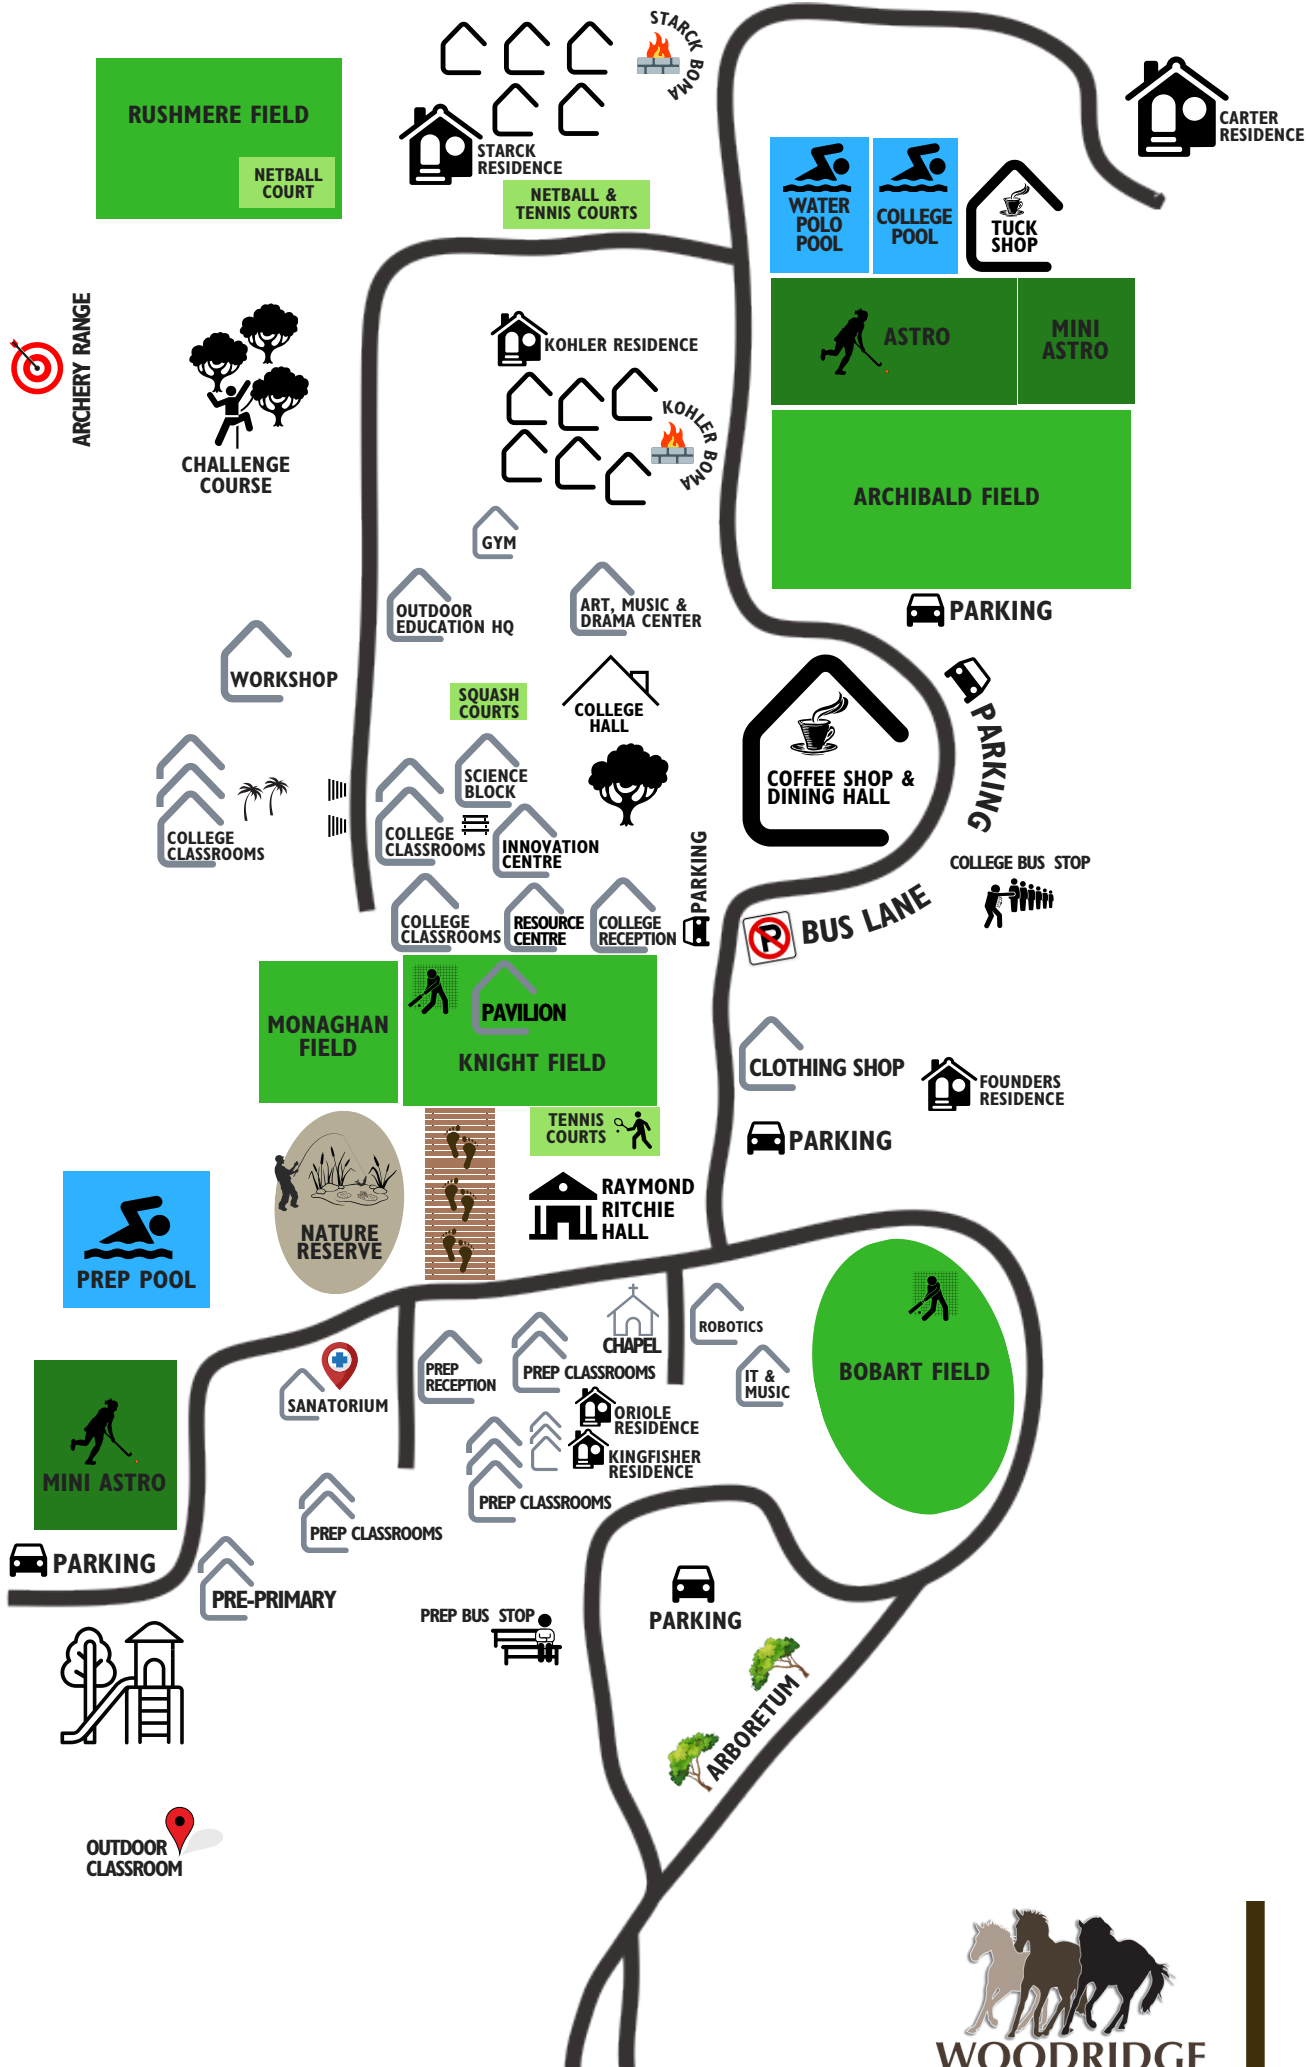 STARCK BOMA
RUSHMERE FIELD
NETBALL
COURT
STARCK
RESIDENCE
NETBALL &
TENNIS COURTS
CARTER
RESIDENCE
WATER
POLO
POOL
COLLEGE
POOL
TUCK
SHOP
ARCHERY RANGE
CHALLENGE
COURSE
KOHLER RESIDENCE
KOHLER BOMA
ASTRO
MINI
ASTRO
ARCHIBALD FIELD
GYM
OUTDOOR
EDUCATION HQ
ART, MUSIC &
DRAMA CENTER
PARKING
WORKSHOP
SQUASH
COURTS
COLLEGE
HALL
PARKING
COFFEE SHOP &
DINING HALL
SCIENCE
BLOCK
COLLEGE
CLASSROOMS
COLLEGE
CLASSROOMS
INNOVATION
CENTRE
PARKING
COLLEGE BUS STOP
COLLEGE
CLASSROOMS
RESOURCE
CENTRE
COLLEGE
RECEPTION
P
BUS LANE
MONAGHAN
FIELD
PAVILION
KNIGHT FIELD
CLOTHING SHOP
FOUNDERS
RESIDENCE
TENNIS
COURTS
PARKING
RAYMOND
RITCHIE
HALL
NATURE
RESERVE
PREP POOL
CHAPEL
ROBOTICS
PREP
RECEPTION
PREP CLASSROOMS
IT &
MUSIC
BOBART FIELD
SANATORIUM
ORIOLE
RESIDENCE
KINGFISHER
RESIDENCE
MINI ASTRO
PREP CLASSROOMS
PREP CLASSROOMS
PARKING
PRE-PRIMARY
PREP BUS STOP
PARKING
ARBORETUM
OUTDOOR
CLASSROOM
WOODRIDGE